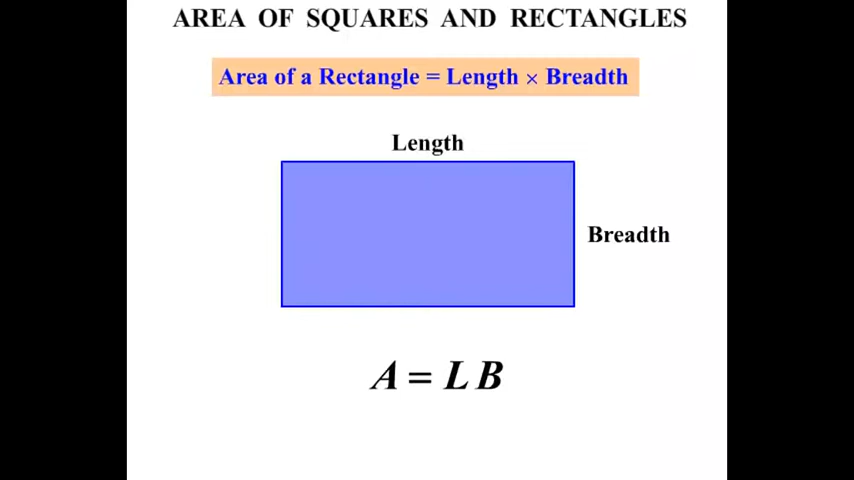 AREA OF SQUARES AND RECTANGLES
Area of a Rectangle = Length × Breadth
Length
Breadth
A = L B